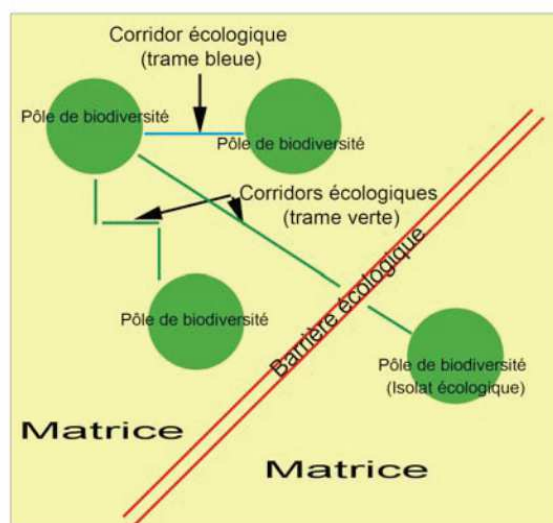 Corridor écologique
(trame bleue)
Pôle de biodiversité
Pôle de biodiversité
Corridors écologiques
(trame verte)
Barrière écologique
Pôle de biodiversité
Pôle de biodiversité
(Isolat écologique)
Matrice
Matrice